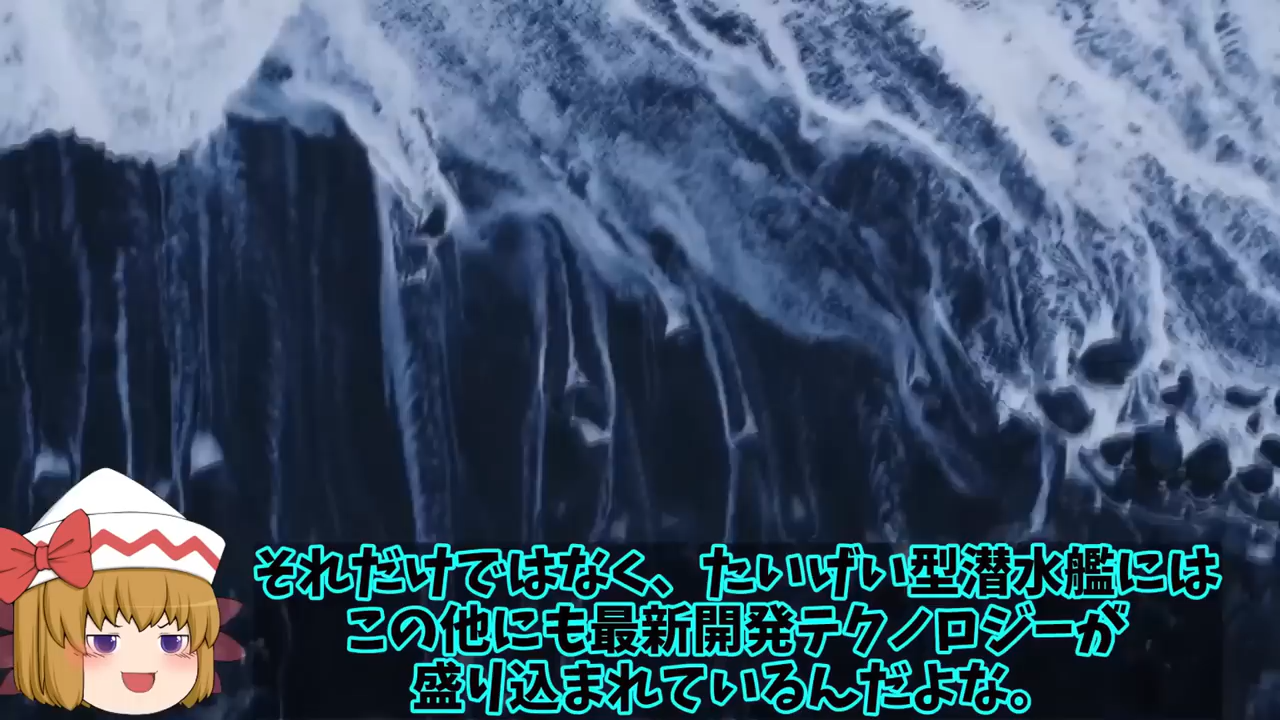 それだけではなく、たいげい型潜水艦には
この他にも最新開発テクノロジーが
盛り込まれているんだよな。